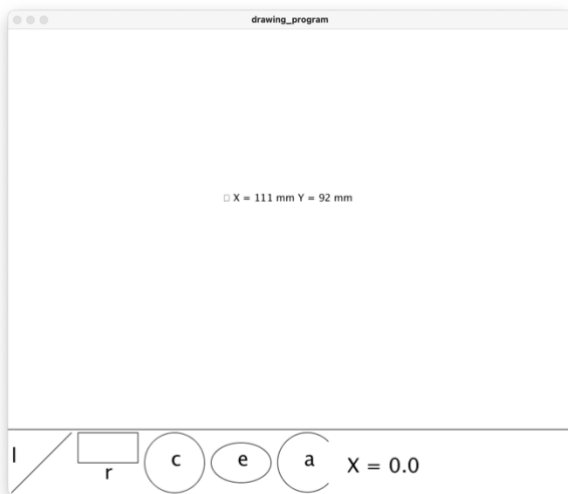 drawing_program
□ X = 111 mm Y = 92 mm
l r c e a X = 0.0